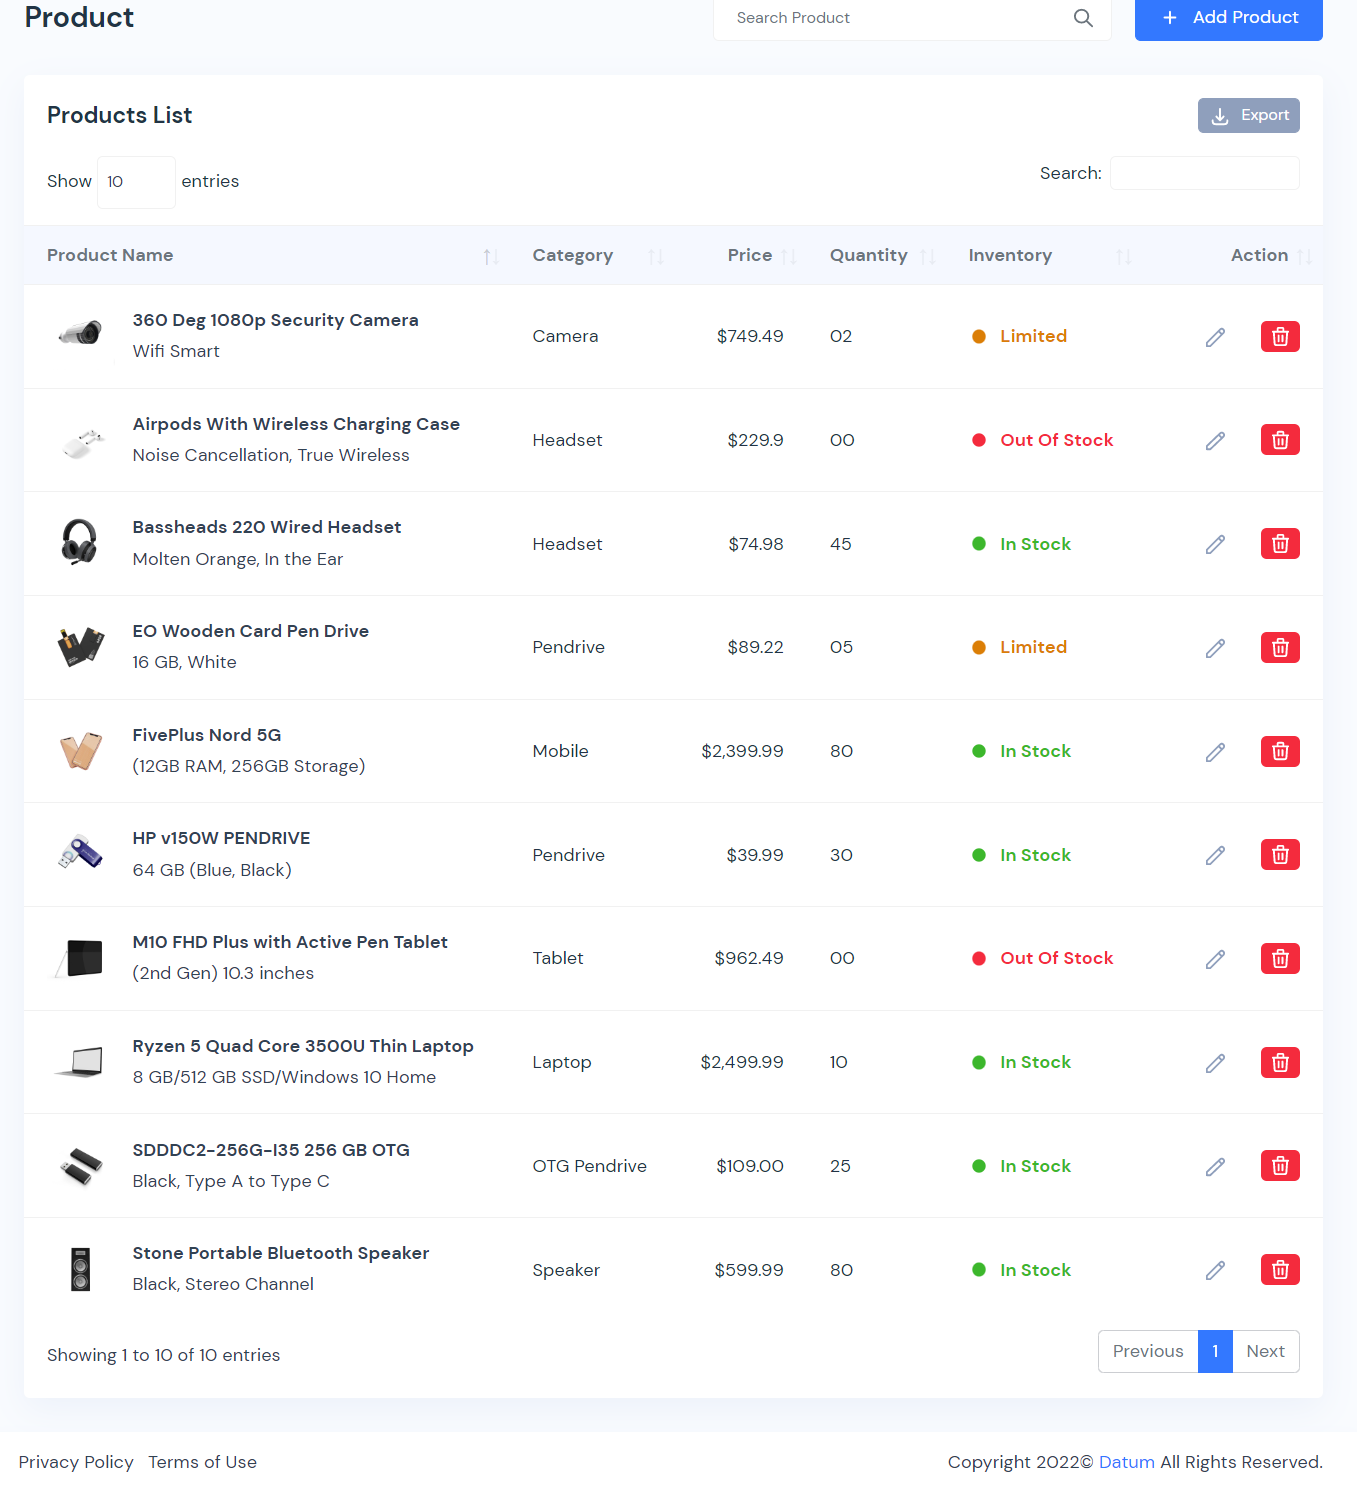 Product
Search Product
+ Add Product
Products List
Export
Show 10 entries
Search:
Product Name Category Price Quantity Inventory Action
360 Deg 1080p Security Camera
Wifi Smart
Camera $749.49 02 Limited
Airpods With Wireless Charging Case
Noise Cancellation, True Wireless
Headset $229.9 00 Out Of Stock
Bassheads 220 Wired Headset
Molten Orange, In the Ear
Headset $74.98 45 In Stock
EO Wooden Card Pen Drive
16 GB, White
Pendrive $89.22 05 Limited
FivePlus Nord 5G
(12GB RAM, 256GB Storage)
Mobile $2,399.99 80 In Stock
HP v150W PENDRIVE
64 GB (Blue, Black)
Pendrive $39.99 30 In Stock
M10 FHD Plus with Active Pen Tablet
(2nd Gen) 10.3 inches
Tablet $962.49 00 Out Of Stock
Ryzen 5 Quad Core 3500U Thin Laptop
8 GB/512 GB SSD/Windows 10 Home
Laptop $2,499.99 10 In Stock
SDDDC2-256G-I35 256 GB OTG
Black, Type A to Type C
OTG Pendrive $109.00 25 In Stock
Stone Portable Bluetooth Speaker
Black, Stereo Channel
Speaker $599.99 80 In Stock
Showing 1 to 10 of 10 entries
Previous 1 Next
Privacy Policy Terms of Use
Copyright 2022© Datum All Rights Reserved.